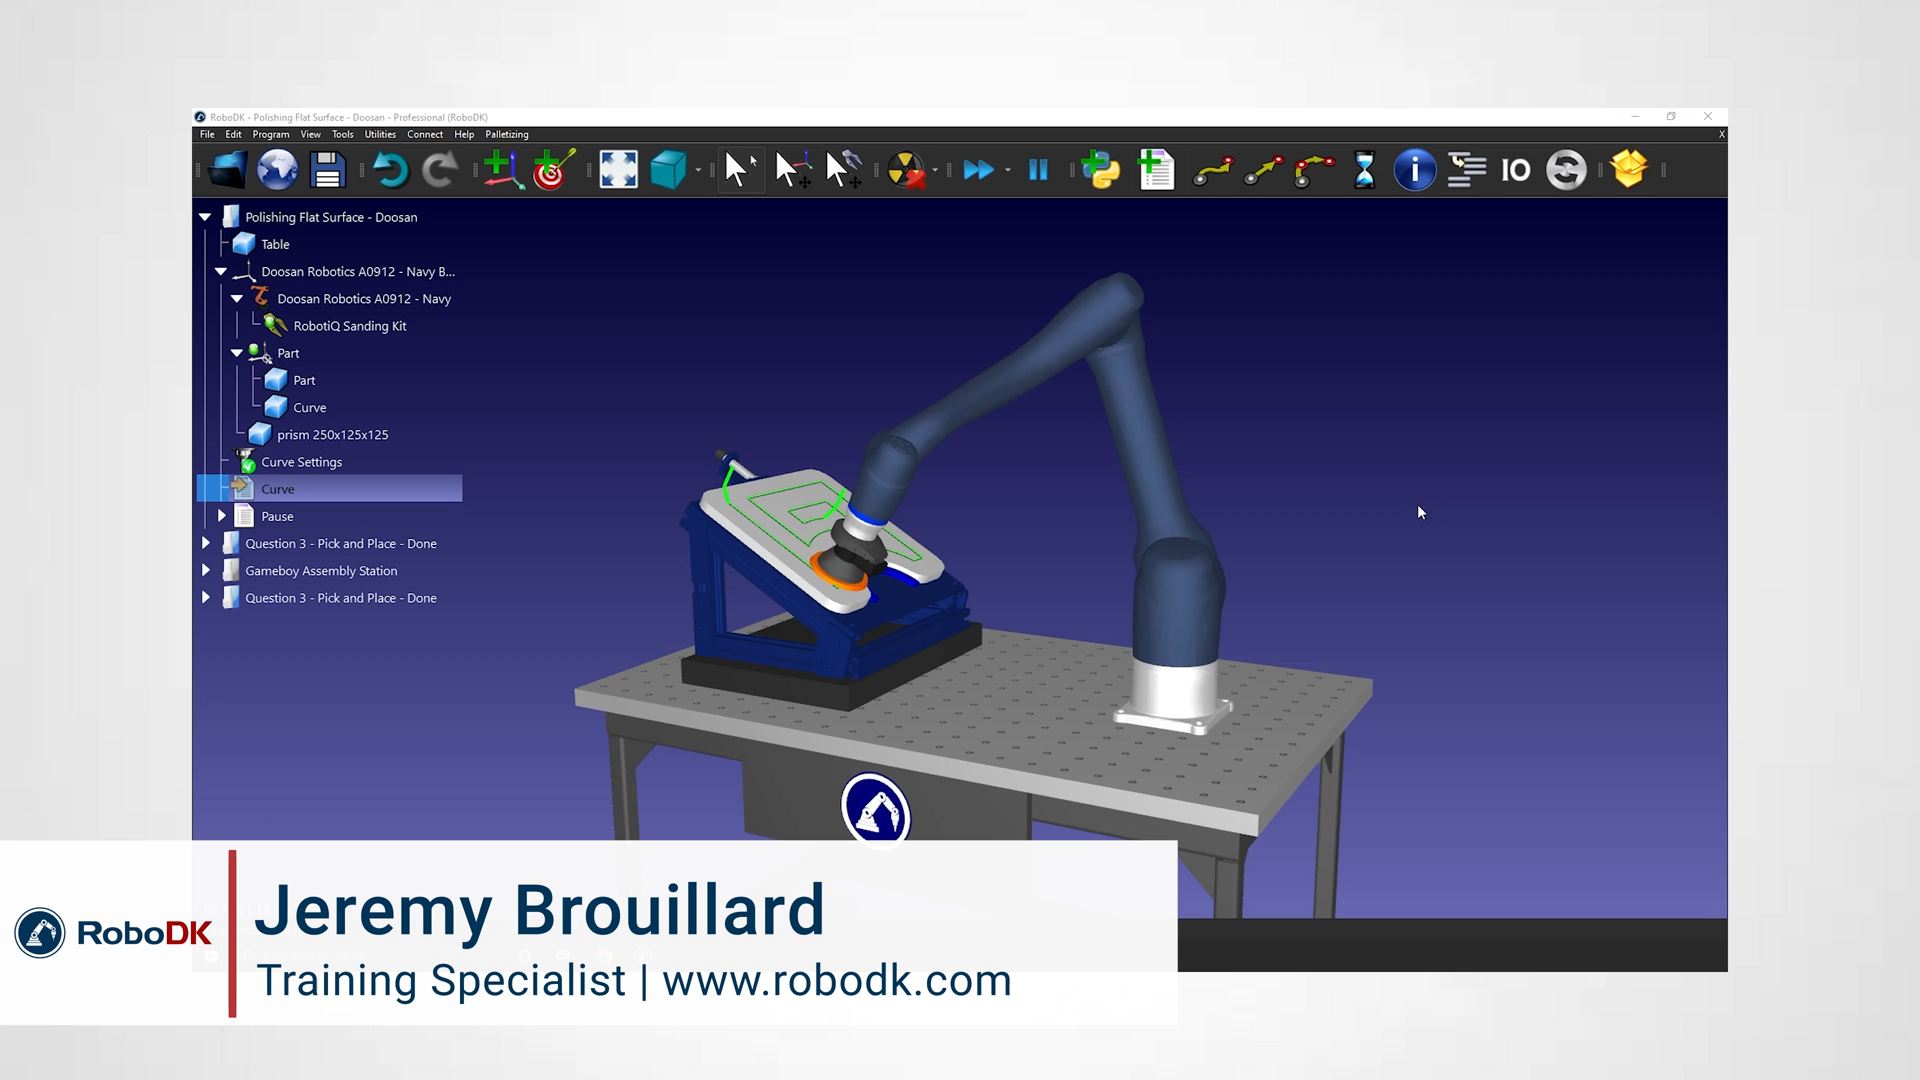 RoboDK - Polishing Flat Surface - Doosan - Professional (RoboDK)
File Edit Program View Tools Utilities Connect Help Palletizing X
IO
Polishing Flat Surface - Doosan
Table
Doosan Robotics A0912 - Navy B...
Doosan Robotics A0912 - Navy
RobotiQ Sanding Kit
Part
Part
Curve
prism 250x125x125
Curve Settings
Curve
Pause
Question 3 - Pick and Place - Done
Gameboy Assembly Station
Question 3 - Pick and Place - Done
RoboDK
Jeremy Brouillard
Training Specialist | www.robodk.com